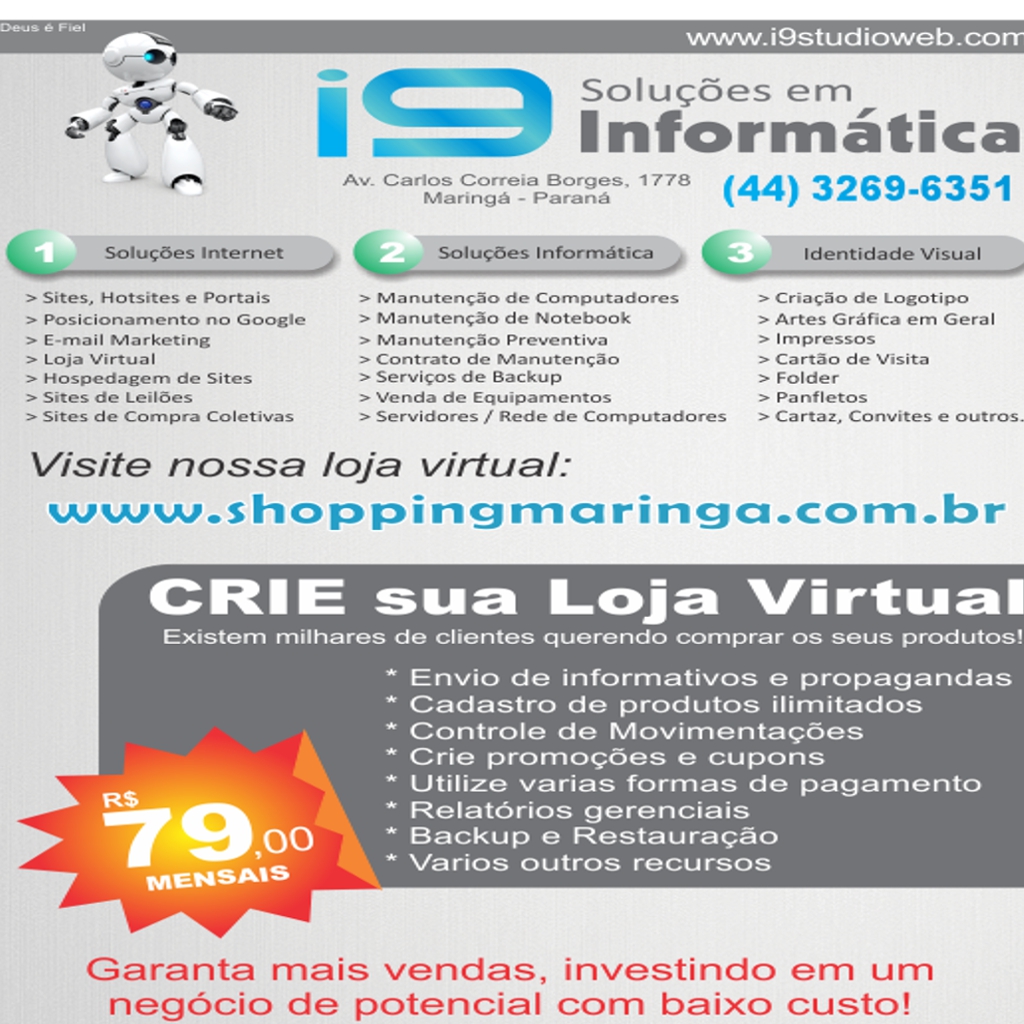 Deus é Fiel
www.i9studioweb.com
i9 Soluções em
Informática
Av. Carlos Correia Borges, 1778
Maringá - Paraná
(44) 3269-6351
1 Soluções Internet
> Sites, Hotsites e Portais
> Posicionamento no Google
> E-mail Marketing
> Loja Virtual
> Hospedagem de Sites
> Sites de Leilões
> Sites de Compra Coletivas
2 Soluções Informática
> Manutenção de Computadores
> Manutenção de Notebook
> Manutenção Preventiva
> Contrato de Manutenção
> Serviços de Backup
> Venda de Equipamentos
> Servidores / Rede de Computadores
3 Identidade Visual
> Criação de Logotipo
> Artes Gráfica em Geral
> Impressos
> Cartão de Visita
> Folder
> Panfletos
> Cartaz, Convites e outros.
Visite nossa loja virtual:
www.shoppingmaringa.com.br
CRIE sua Loja Virtual
Existem milhares de clientes querendo comprar os seus produtos!
* Envio de informativos e propagandas
* Cadastro de produtos ilimitados
* Controle de Movimentações
* Crie promoções e cupons
* Utilize varias formas de pagamento
* Relatórios gerenciais
* Backup e Restauração
* Varios outros recursos
R$
79,00
MENSAIS
Garanta mais vendas, investindo em um
negócio de potencial com baixo custo!